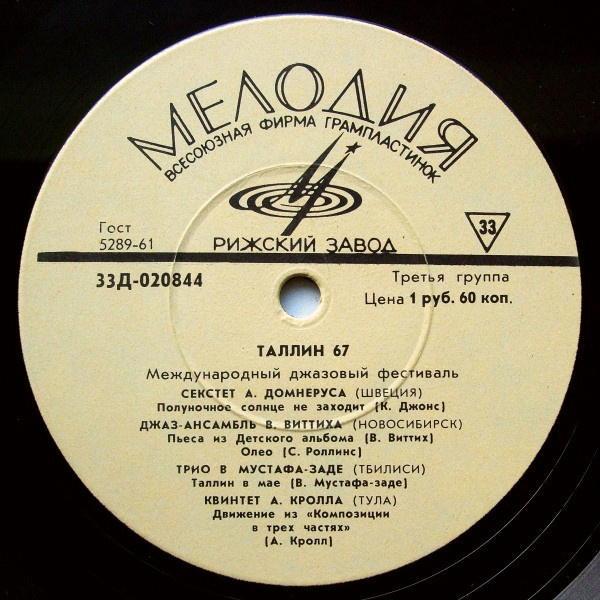 МЕЛОДИЯ
ВСЕСОЮЗНАЯ ФИРМА ГРАМПЛАСТИНОК
РИЖСКИЙ ЗАВОД
Гост
5289-61
33
33Д-020844
Третья группа
Цена 1 руб. 60 коп.
ТАЛЛИН 67
Международный джазовый фестиваль
СЕКСТЕТ А. ДОМНЕРУСА (ШВЕЦИЯ)
Полуночное солнце не заходит (К. Джонс)
ДЖАЗ-АНСАМБЛЬ В. ВИТТИХА (НОВОСИБИРСК)
Пьеса из Детского альбома (В. Виттих)
Олео (С. Роллинс)
ТРИО В МУСТАФА-ЗАДЕ (ТБИЛИСИ)
Таллин в мае (В. Мустафа-заде)
КВИНТЕТ А. КРОЛЛА (ТУЛА)
Движение из «Композиции
в трех частях»
(А. Кролл)